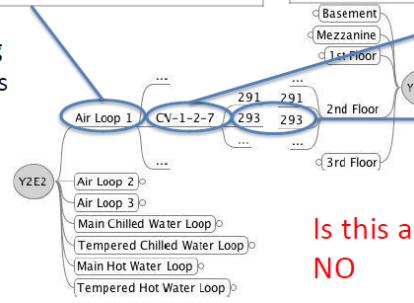 Basement
Mezzanine
1st Floor
...
...
291
291
2nd Floor
Air Loop 1
CV-1-2-7
293
293
...
...
...
3rd Floor
Y2E2
Air Loop 2
Air Loop 3
Main Chilled Water Loop
Tempered Chilled Water Loop
Main Hot Water Loop
Tempered Hot Water Loop
Is this a
NO